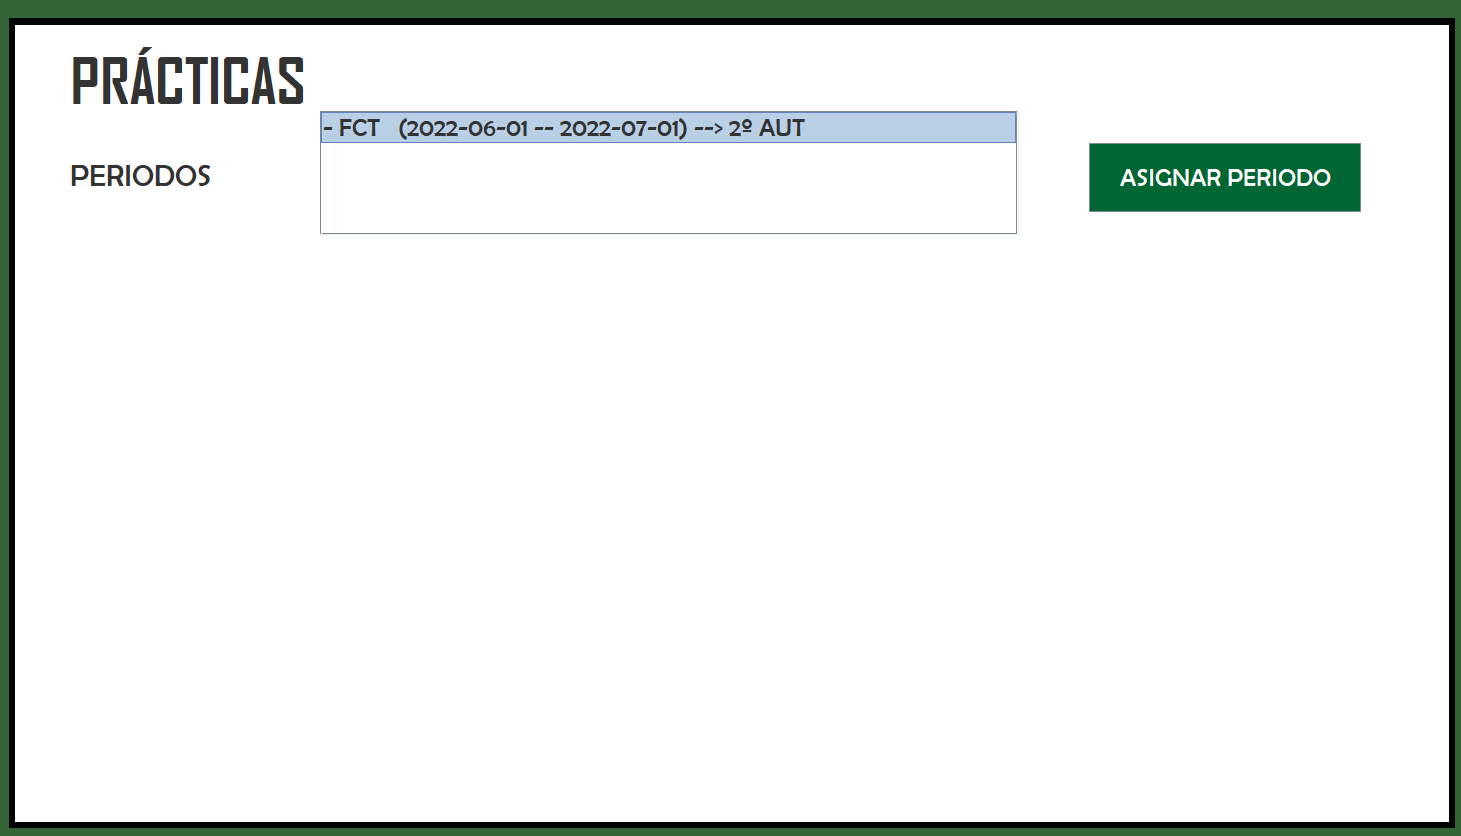 PRÁCTICAS
- FCT (2022-06-01 -- 2022-07-01) --> 2º AUT
PERIODOS
ASIGNAR PERIODO